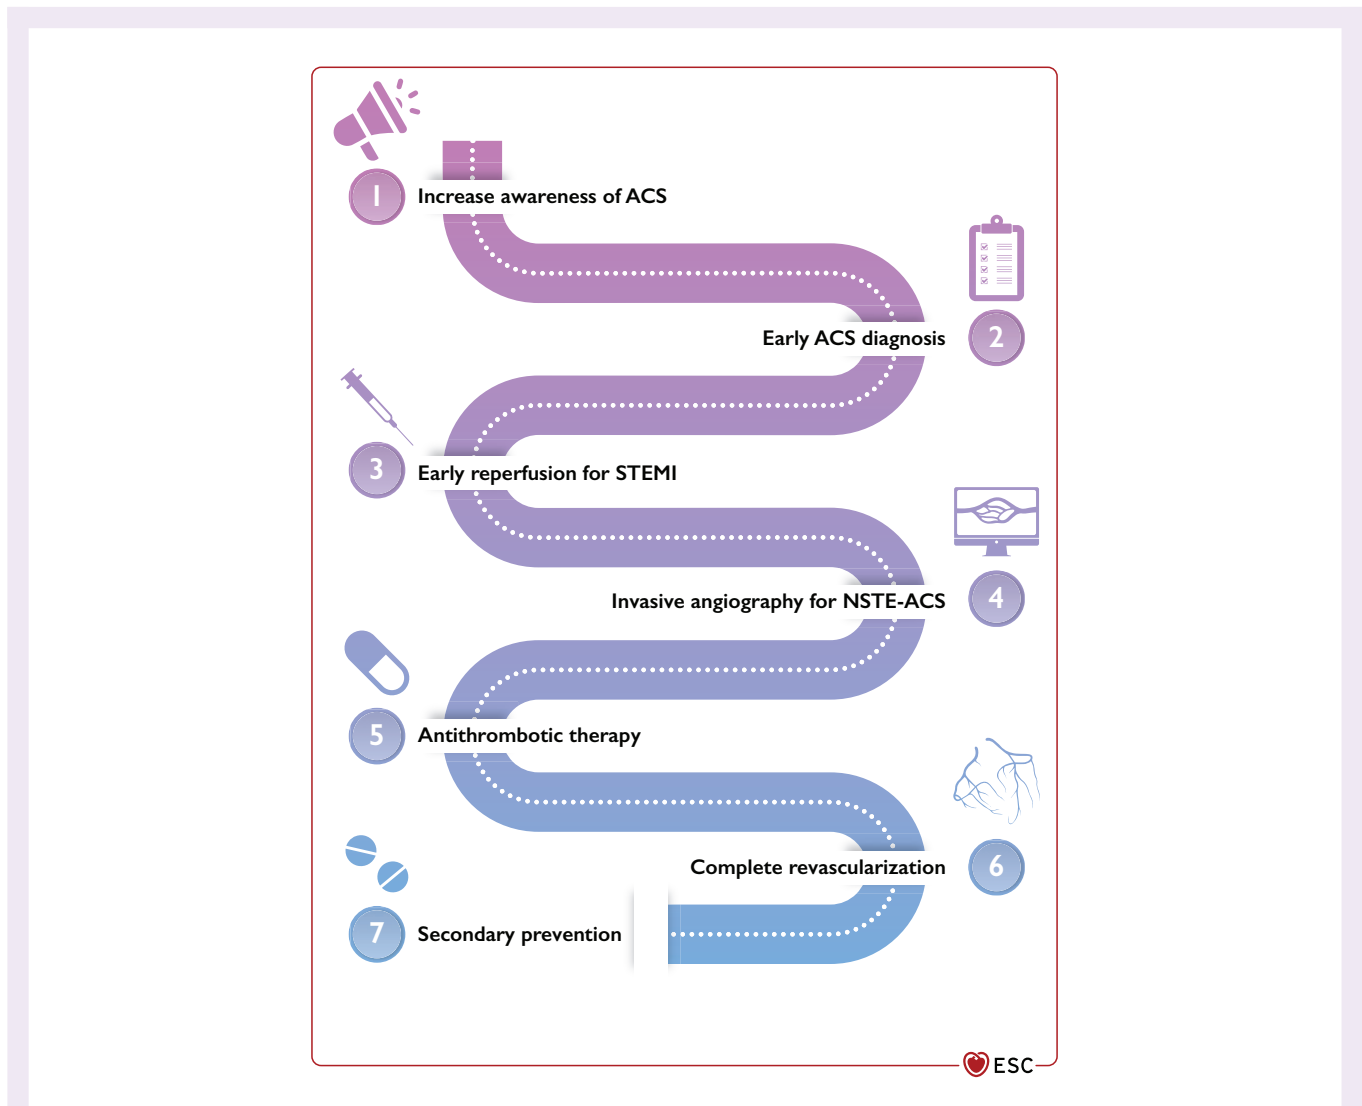 1 Increase awareness of ACS
Early ACS diagnosis 2
3 Early reperfusion for STEMI
Invasive angiography for NSTE-ACS 4
5 Antithrombotic therapy
Complete revascularization 6
7 Secondary prevention
ESC